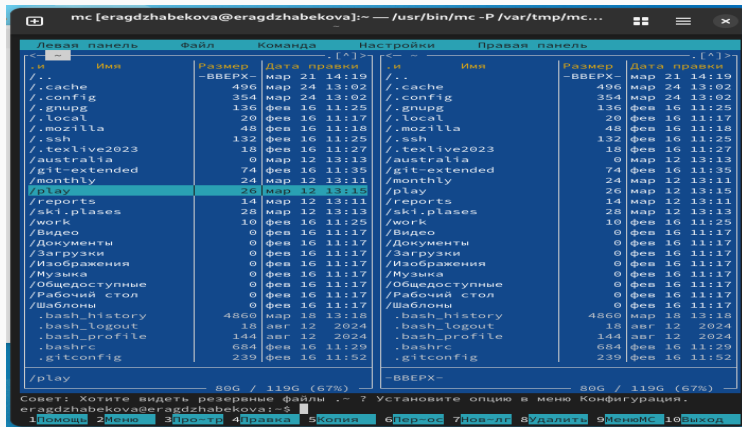 mc [eragdzhabekova@eragdzhabekova]:~ — /usr/bin/mc -P /var/tmp/mc...
Левая панель Файл Команда Настройки Правая панель
<— ~ —.[^]> <— ~ —.[^]>
.и Имя Размер Дата правки .и Имя Размер Дата правки
/.. -ВВЕРХ- мар 21 14:19 /.. -ВВЕРХ- мар 21 14:19
/.cache 496 мар 24 13:02 /.cache 496 мар 24 13:02
/.config 354 мар 24 13:02 /.config 354 мар 24 13:02
/.gnupg 136 фев 16 11:25 /.gnupg 136 фев 16 11:25
/.local 20 фев 16 11:17 /.local 20 фев 16 11:17
/.mozilla 48 фев 16 11:18 /.mozilla 48 фев 16 11:18
/.ssh 132 фев 16 11:25 /.ssh 132 фев 16 11:25
/.texlive2023 18 фев 16 11:27 /.texlive2023 18 фев 16 11:27
/australia 0 мар 12 13:13 /australia 0 мар 12 13:13
/git-extended 74 фев 16 11:35 /git-extended 74 фев 16 11:35
/monthly 24 мар 12 13:11 /monthly 24 мар 12 13:11
/play 26 мар 12 13:15 /play 26 мар 12 13:15
/reports 14 мар 12 13:11 /reports 14 мар 12 13:11
/ski.plases 28 мар 12 13:13 /ski.plases 28 мар 12 13:13
/work 10 фев 16 11:25 /work 10 фев 16 11:25
/Видео 0 фев 16 11:17 /Видео 0 фев 16 11:17
/Документы 0 фев 16 11:17 /Документы 0 фев 16 11:17
/Загрузки 0 фев 16 11:17 /Загрузки 0 фев 16 11:17
/Изображения 0 фев 16 11:17 /Изображения 0 фев 16 11:17
/Музыка 0 фев 16 11:17 /Музыка 0 фев 16 11:17
/Общедоступные 0 фев 16 11:17 /Общедоступные 0 фев 16 11:17
/Рабочий стол 0 фев 16 11:17 /Рабочий стол 0 фев 16 11:17
/Шаблоны 0 фев 16 11:17 /Шаблоны 0 фев 16 11:17
.bash_history 4860 мар 18 13:18 .bash_history 4860 мар 18 13:18
.bash_logout 18 авг 12 2024 .bash_logout 18 авг 12 2024
.bash_profile 144 авг 12 2024 .bash_profile 144 авг 12 2024
.bashrc 684 фев 16 11:29 .bashrc 684 фев 16 11:29
.gitconfig 239 фев 16 11:52 .gitconfig 239 фев 16 11:52
/play -ВВЕРХ-
80G / 119G (67%) 80G / 119G (67%)
Совет: Хотите видеть резервные файлы .~ ? Установите опцию в меню Конфигурация.
eragdzhabekova@eragdzhabekova:~$
1Помощь 2Меню 3Про~тр 4Правка 5Копия 6Пер~ос 7Нов~лг 8Удалить 9МенюMC 10Выход